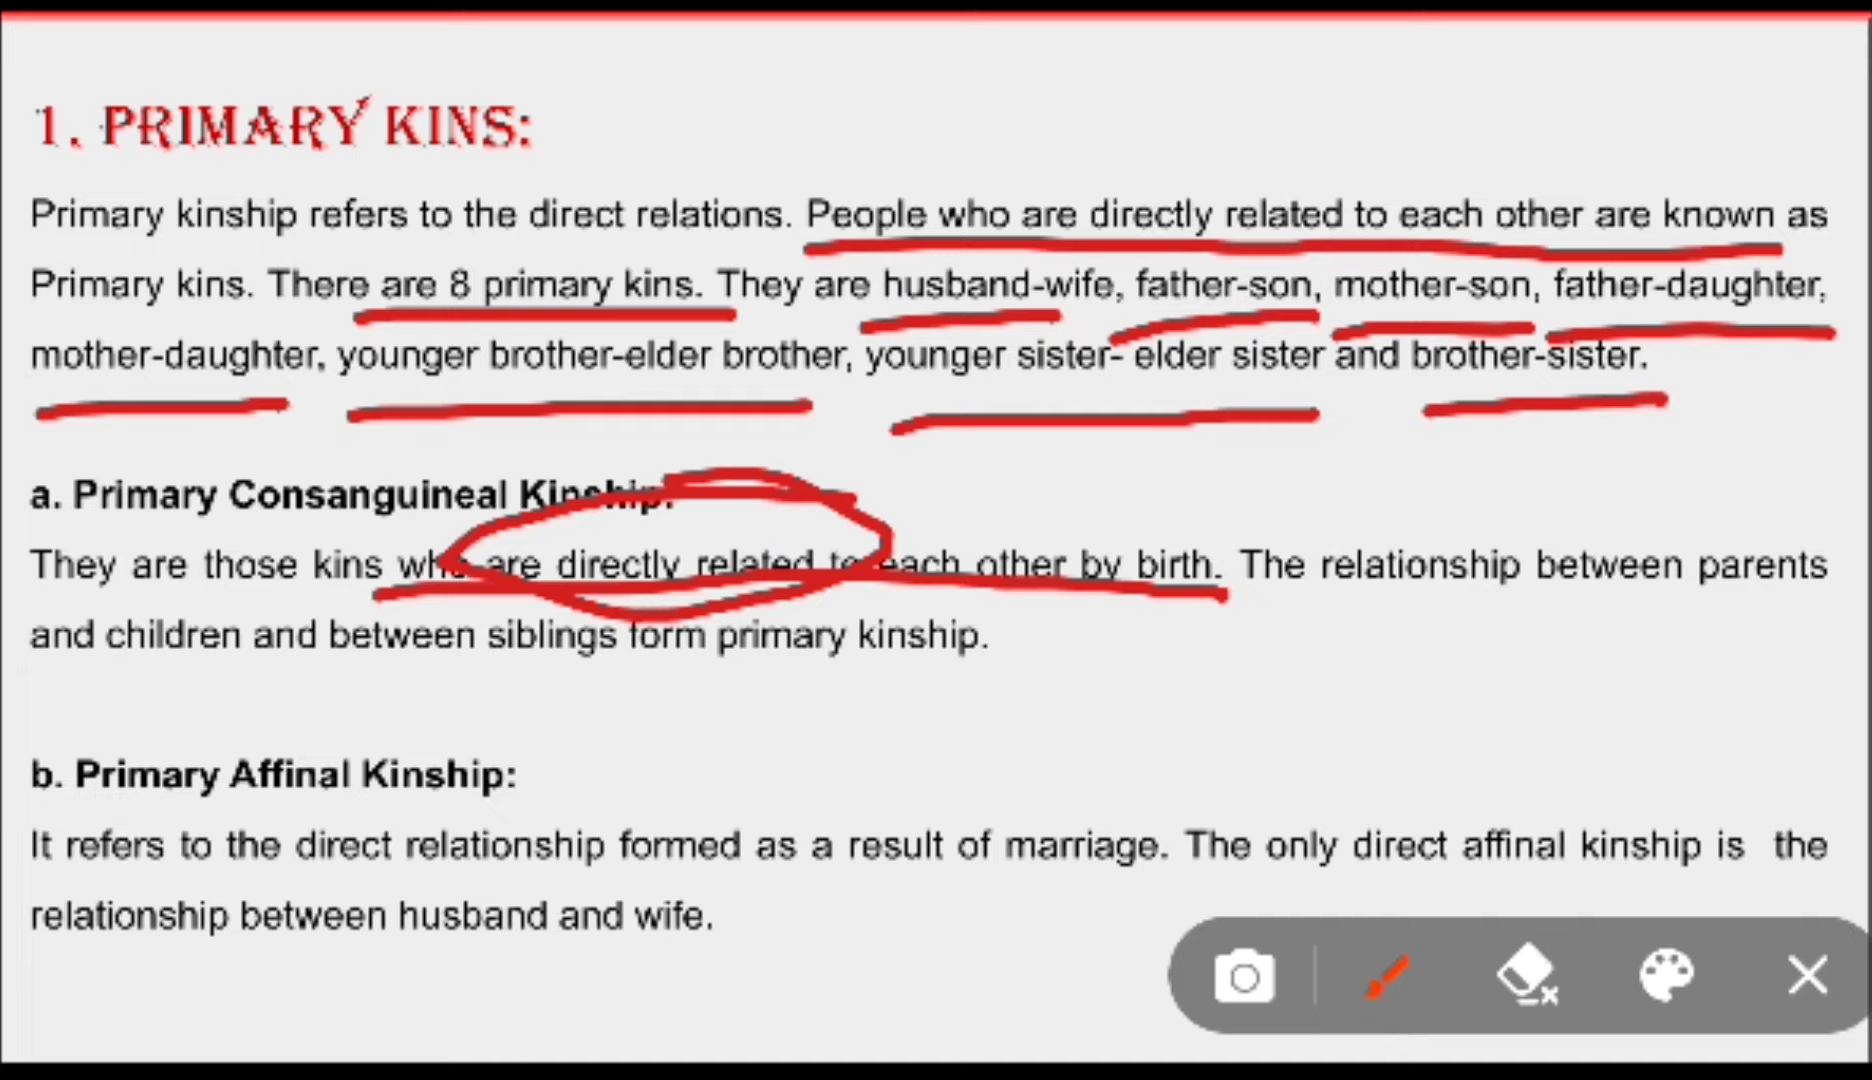 1. PRIMARY KINS:
Primary kinship refers to the direct relations. People who are directly related to each other are known as
Primary kins. There are 8 primary kins. They are husband-wife, father-son, mother-son, father-daughter,
mother-daughter, younger brother-elder brother, younger sister- elder sister and brother-sister.
a. Primary Consanguineal Kinship:
They are those kins who are directly related to each other by birth. The relationship between parents
and children and between siblings form primary kinship.
b. Primary Affinal Kinship:
It refers to the direct relationship formed as a result of marriage. The only direct affinal kinship is the
relationship between husband and wife.